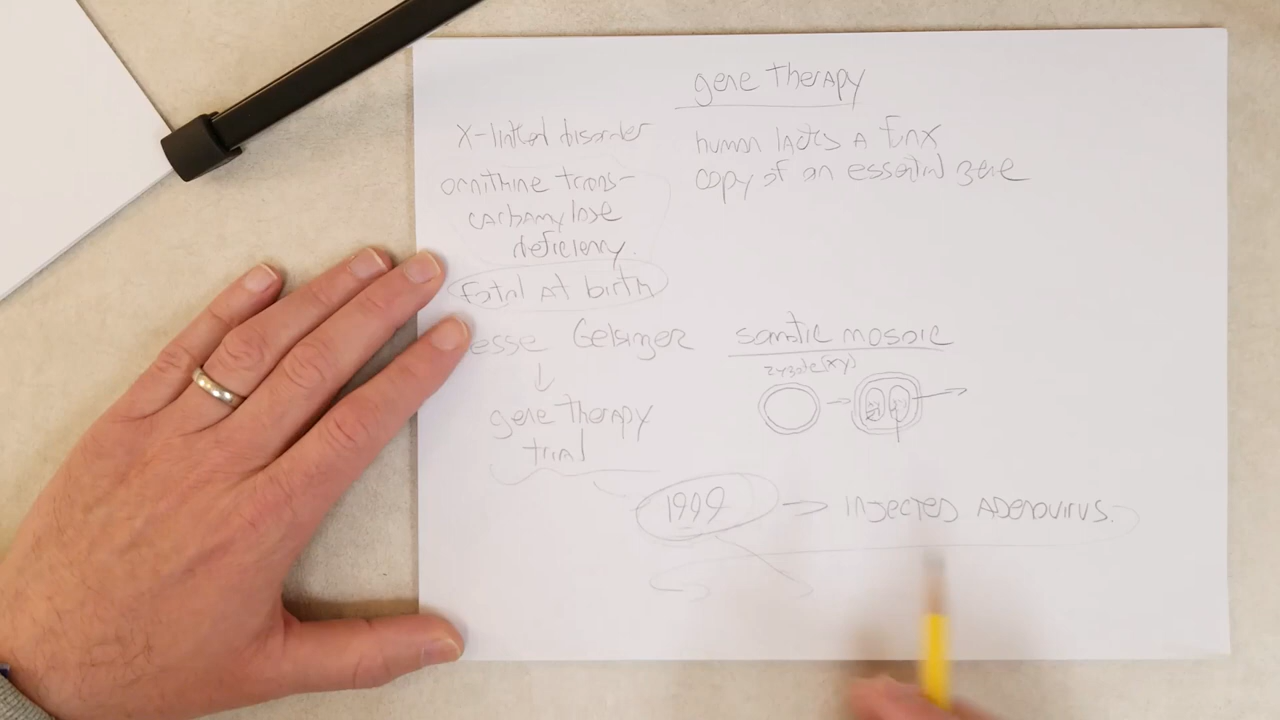 gene therapy
X-linked disorder
ornithine trans-
carbamylase
deficiency.
fatal at birth
esse Gelsinger
gene therapy
trial
human lacks a funx
copy of an essential gene
somatic mosaic
zygote (xy)
1999 → injected adenovirus.